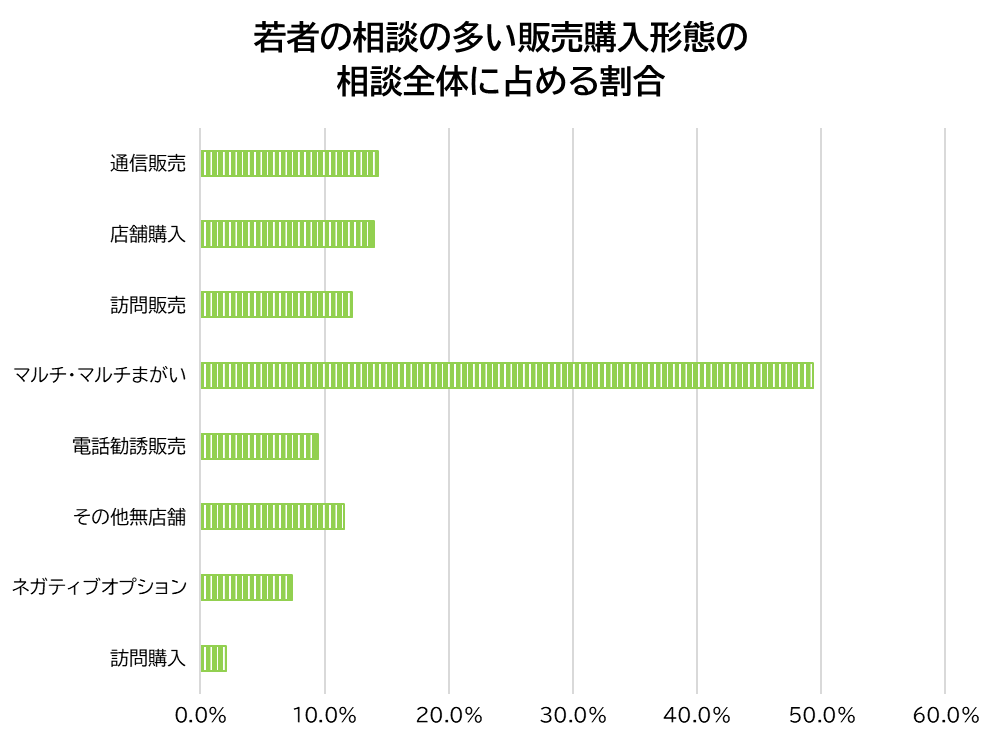 若者の相談の多い販売購入形態の
相談全体に占める割合
通信販売
店舗購入
訪問販売
マルチ・マルチまがい
電話勧誘販売
その他無店舗
ネガティブオプション
訪問購入
0.0% 10.0% 20.0% 30.0% 40.0% 50.0% 60.0%